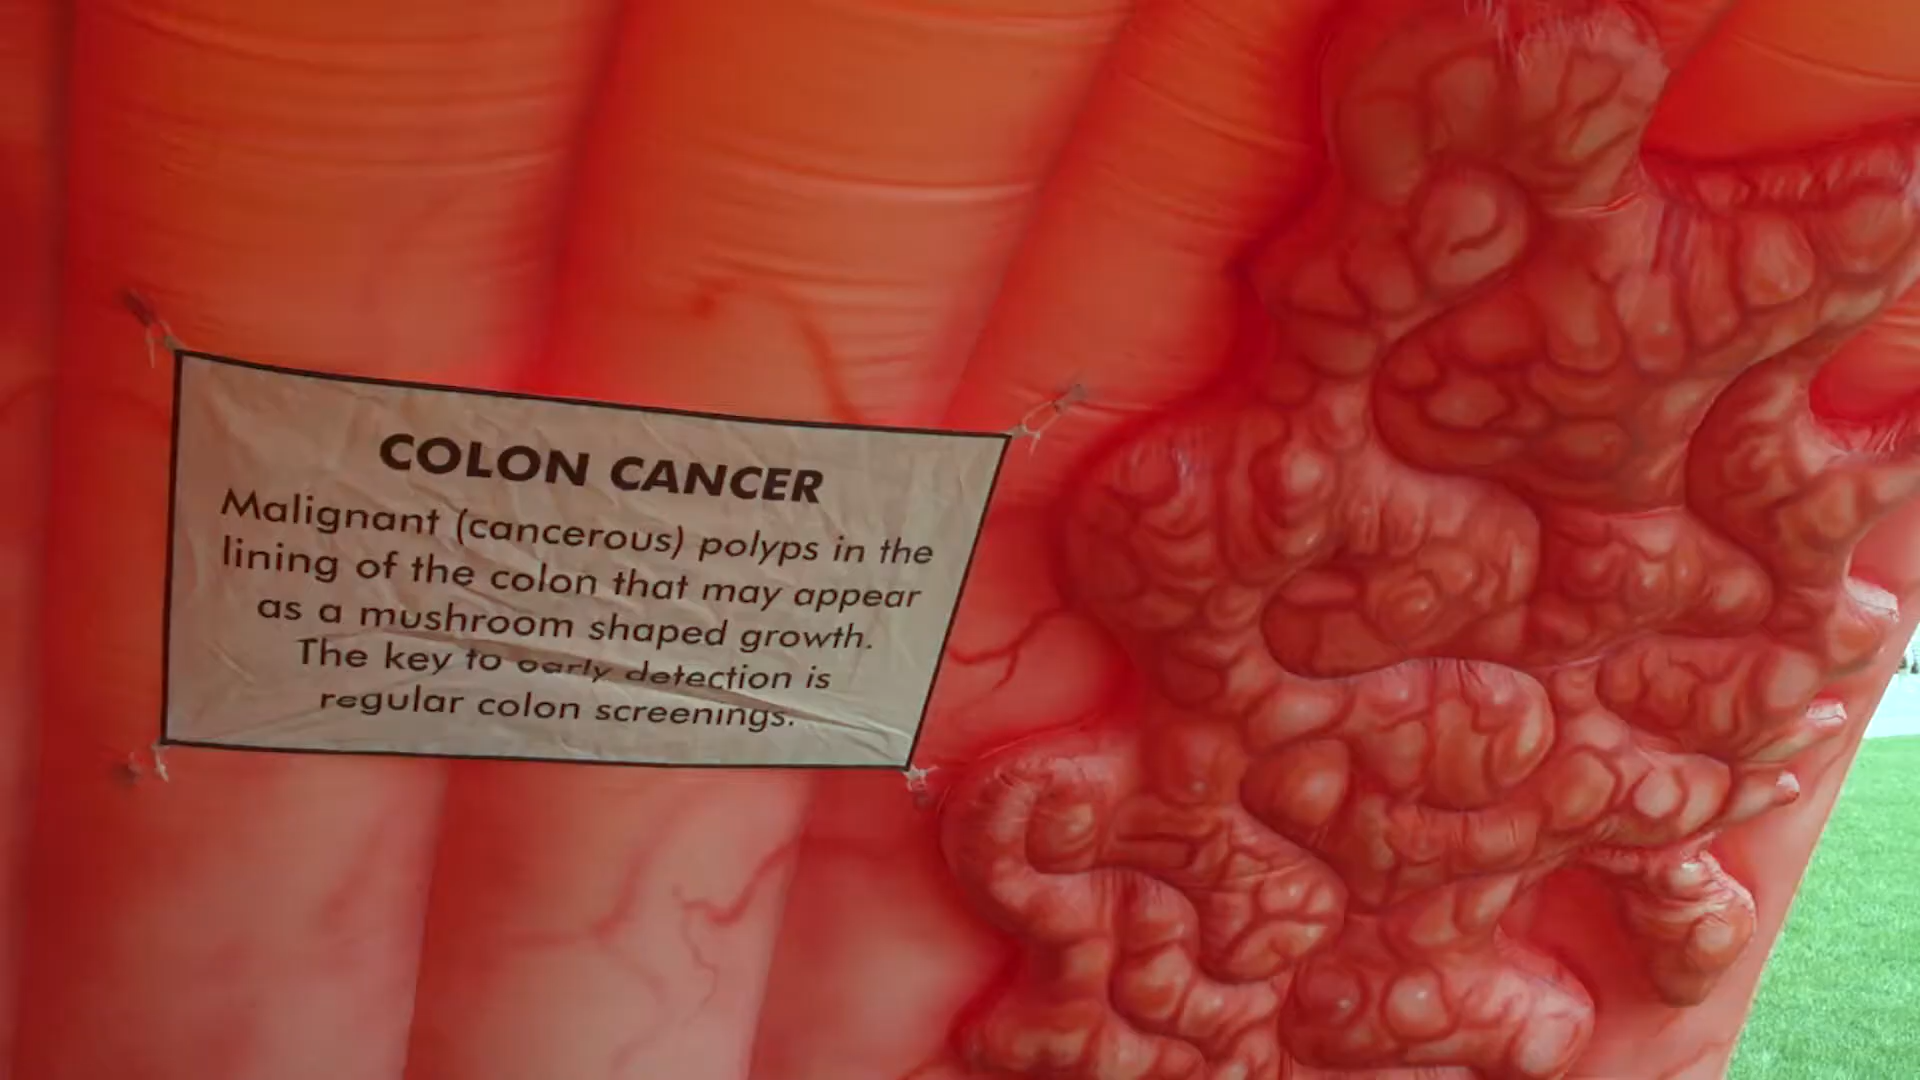 COLON CANCER
Malignant (cancerous) polyps in the
lining of the colon that may appear
as a mushroom shaped growth.
The key to early detection is
regular colon screenings.